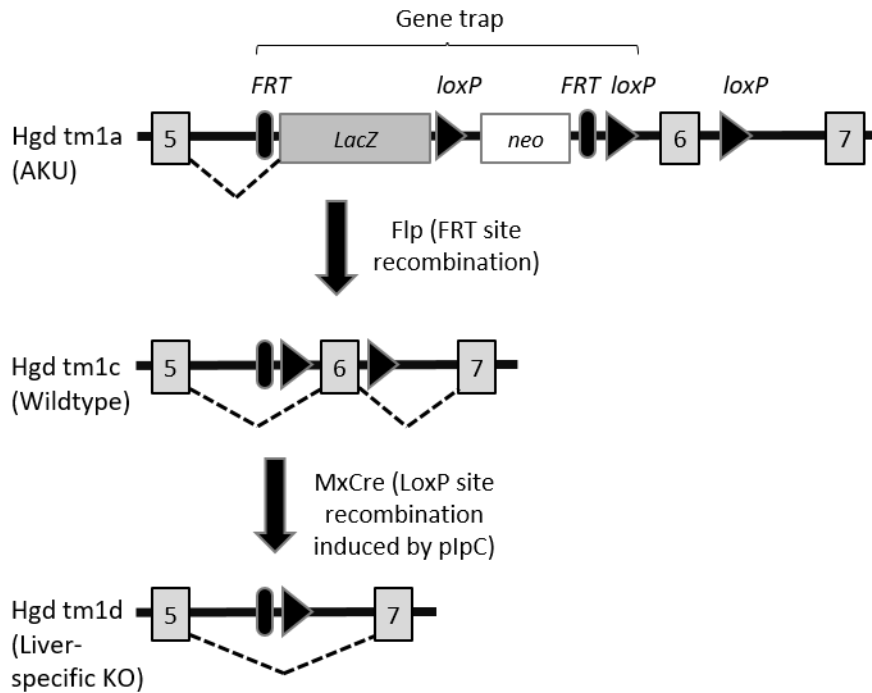 Gene trap
FRT loxP FRT loxP loxP
Hgd tm1a
(AKU)
5 LacZ neo 6 7
Flp (FRT site
recombination)
Hgd tm1c
(Wildtype)
5 6 7
MxCre (LoxP site
recombination
induced by pIpC)
Hgd tm1d
(Liver-
specific KO)
5 7